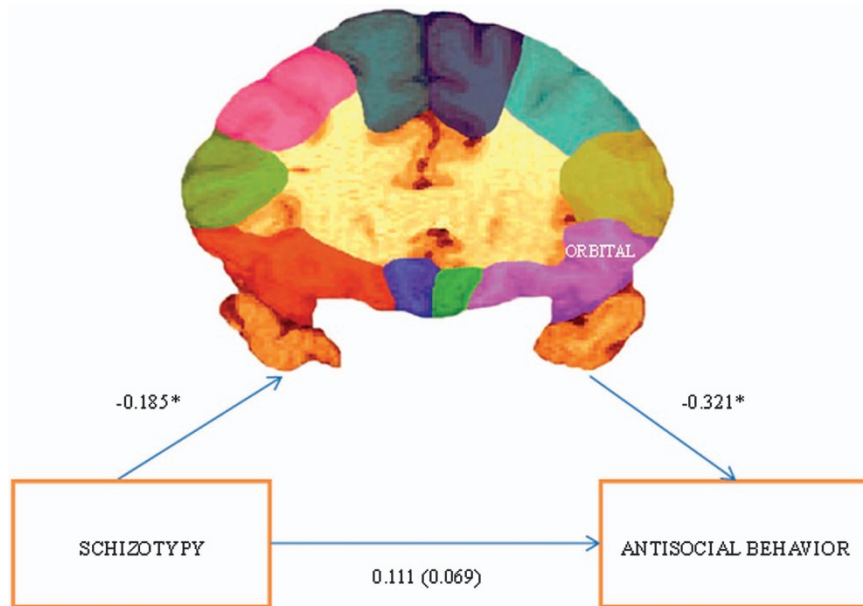 ORBITAL
-0.185*
-0.321*
SCHIZOTYPY
ANTISOCIAL BEHAVIOR
0.111 (0.069)